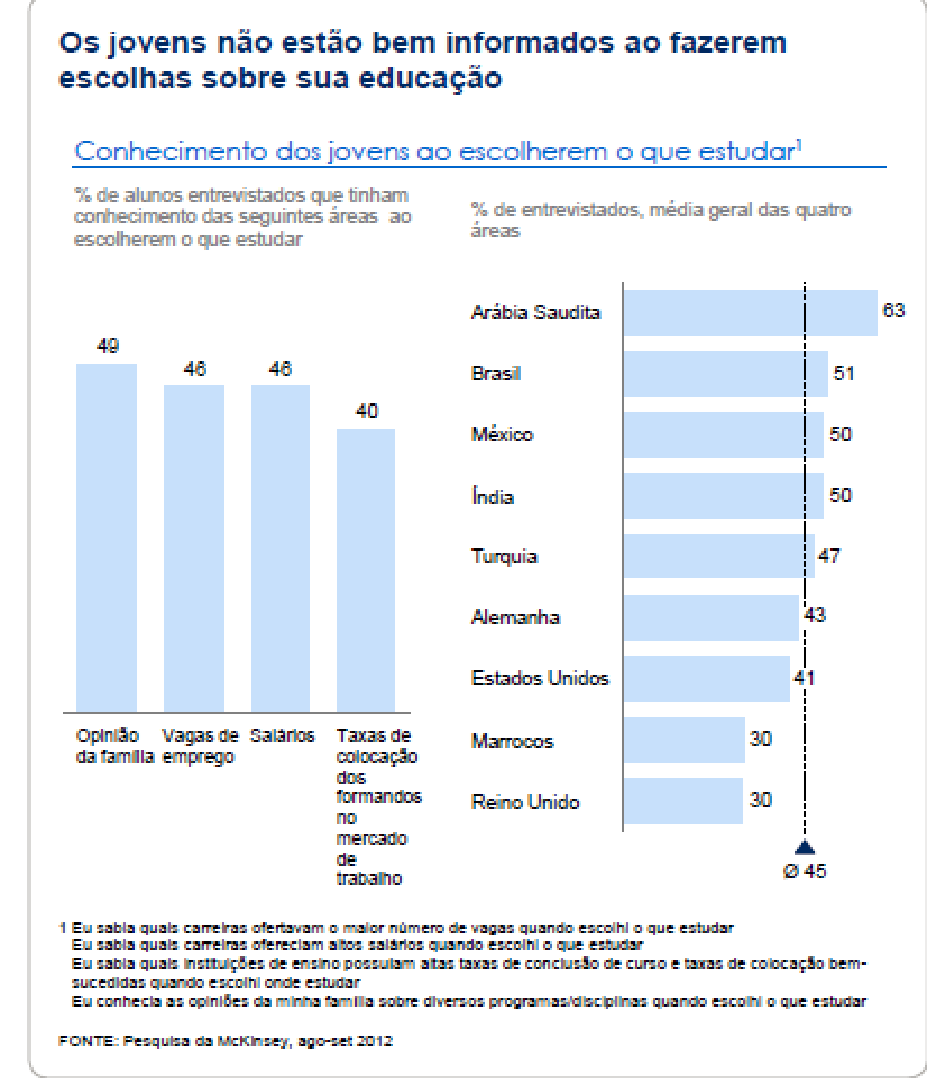 Os jovens não estão bem informados ao fazerem
escolhas sobre sua educação
Conhecimento dos jovens ao escolherem o que estudar¹
% de alunos entrevistados que tinham
conhecimento das seguintes áreas ao
escolherem o que estudar
49
46
46
40
Opinião
da família
Vagas de
emprego
Salários
Taxas de
colocação
dos
formandos
no
mercado
de
trabalho
% de entrevistados, média geral das quatro
áreas
Arábia Saudita 63
Brasil 51
México 50
Índia 50
Turquia 47
Alemanha 43
Estados Unidos 41
Marrocos 30
Reino Unido 30
Ø 45
1 Eu sabia quais carreiras ofertavam o maior número de vagas quando escolhi o que estudar
Eu sabia quais carreiras ofereciam altos salários quando escolhi o que estudar
Eu sabia quais instituições de ensino possuíam altas taxas de conclusão de curso e taxas de colocação bem-
sucedidas quando escolhi onde estudar
Eu conhecia as opiniões da minha família sobre diversos programas/disciplinas quando escolhi o que estudar
FONTE: Pesquisa da McKinsey, ago-set 2012